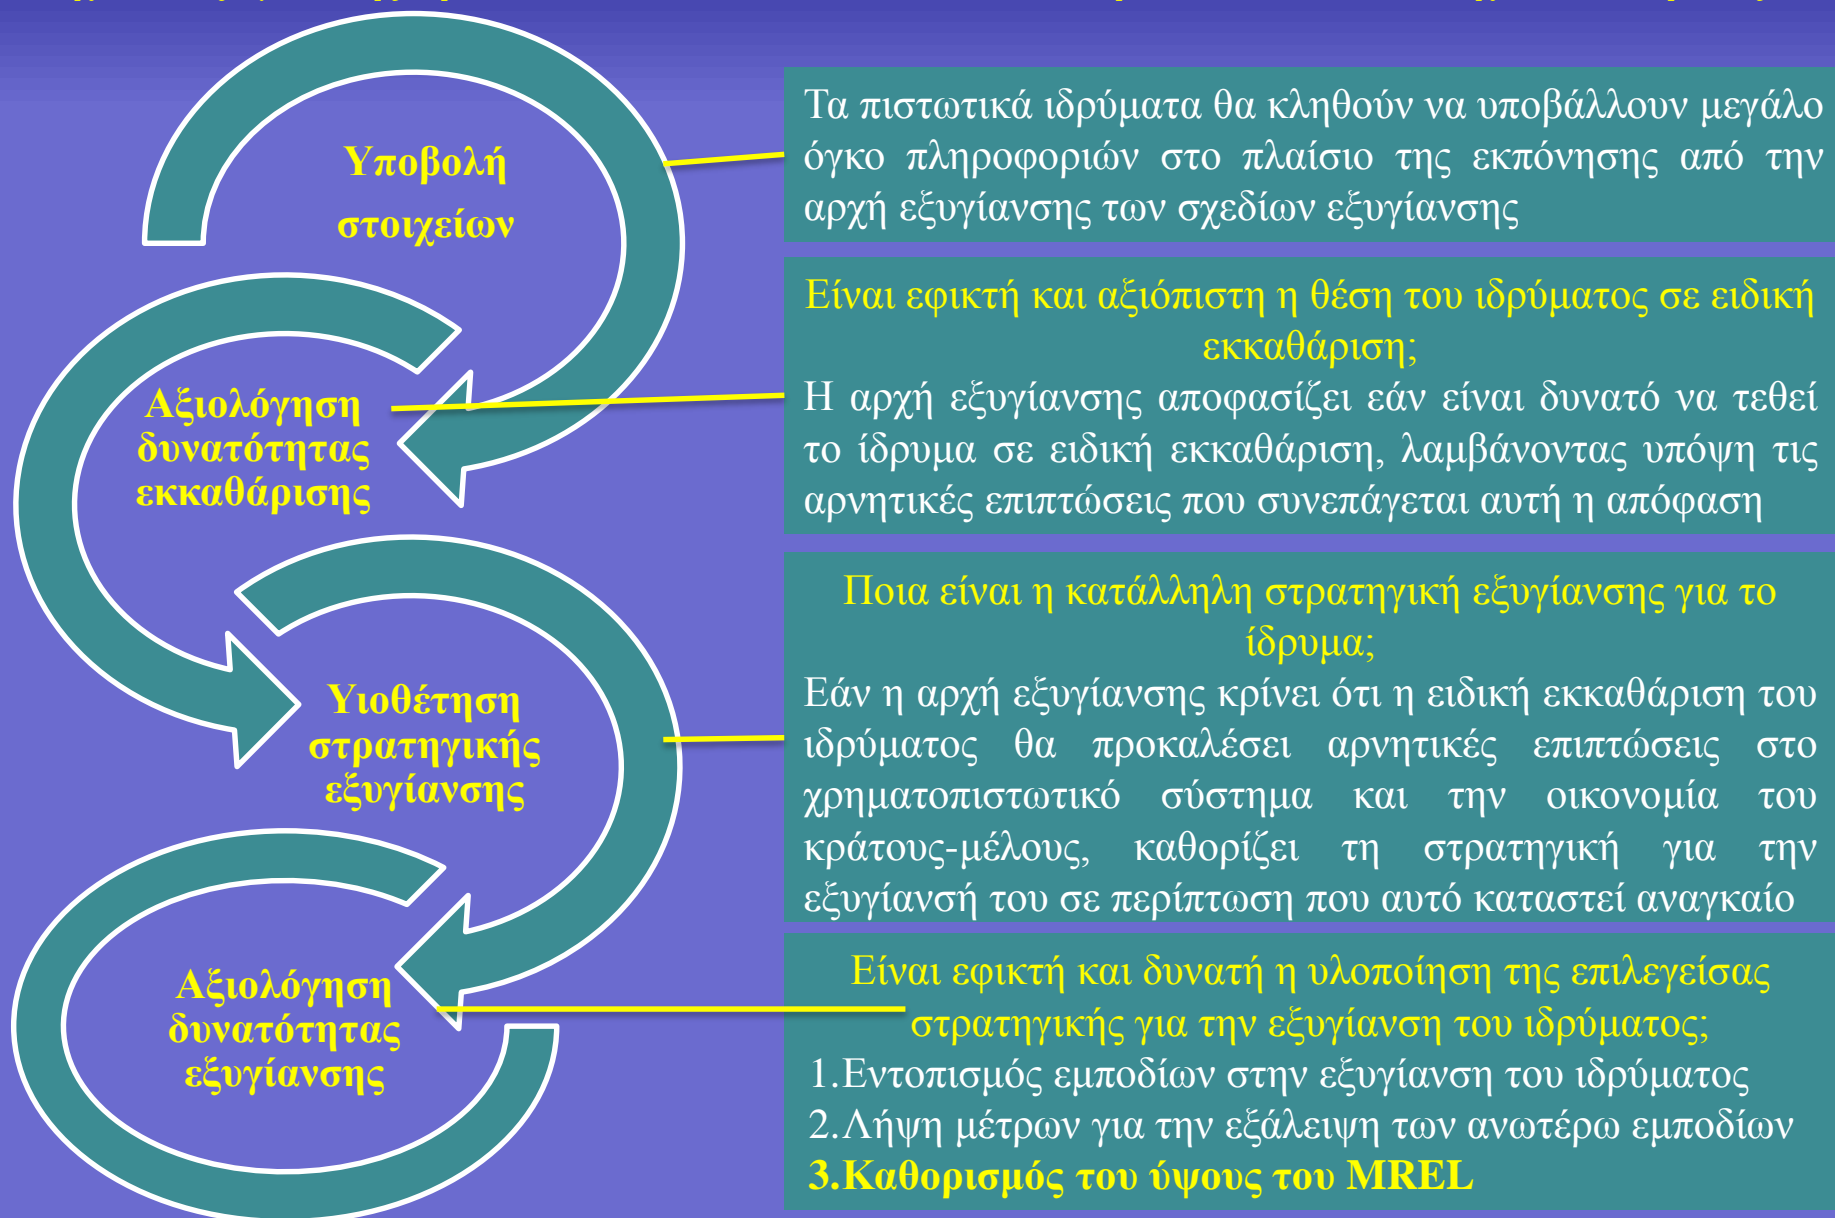 Υποβολή
στοιχείων
Τα πιστωτικά ιδρύματα θα κληθούν να υποβάλλουν μεγάλο
όγκο πληροφοριών στο πλαίσιο της εκπόνησης από την
αρχή εξυγίανσης των σχεδίων εξυγίανσης
Αξιολόγηση
δυνατότητας
εκκαθάρισης
Είναι εφικτή και αξιόπιστη η θέση του ιδρύματος σε ειδική
εκκαθάριση;
Η αρχή εξυγίανσης αποφασίζει εάν είναι δυνατό να τεθεί
το ίδρυμα σε ειδική εκκαθάριση, λαμβάνοντας υπόψη τις
αρνητικές επιπτώσεις που συνεπάγεται αυτή η απόφαση
Υιοθέτηση
στρατηγικής
εξυγίανσης
Ποια είναι η κατάλληλη στρατηγική εξυγίανσης για το
ίδρυμα;
Εάν η αρχή εξυγίανσης κρίνει ότι η ειδική εκκαθάριση του
ιδρύματος θα προκαλέσει αρνητικές επιπτώσεις στο
χρηματοπιστωτικό σύστημα και την οικονομία του
κράτους-μέλους, καθορίζει τη στρατηγική για την
εξυγίανσή του σε περίπτωση που αυτό καταστεί αναγκαίο
Αξιολόγηση
δυνατότητας
εξυγίανσης
Είναι εφικτή και δυνατή η υλοποίηση της επιλεγείσας
στρατηγικής για την εξυγίανση του ιδρύματος;
1.Εντοπισμός εμποδίων στην εξυγίανση του ιδρύματος
2.Λήψη μέτρων για την εξάλειψη των ανωτέρω εμποδίων
3.Καθορισμός του ύψους του MREL